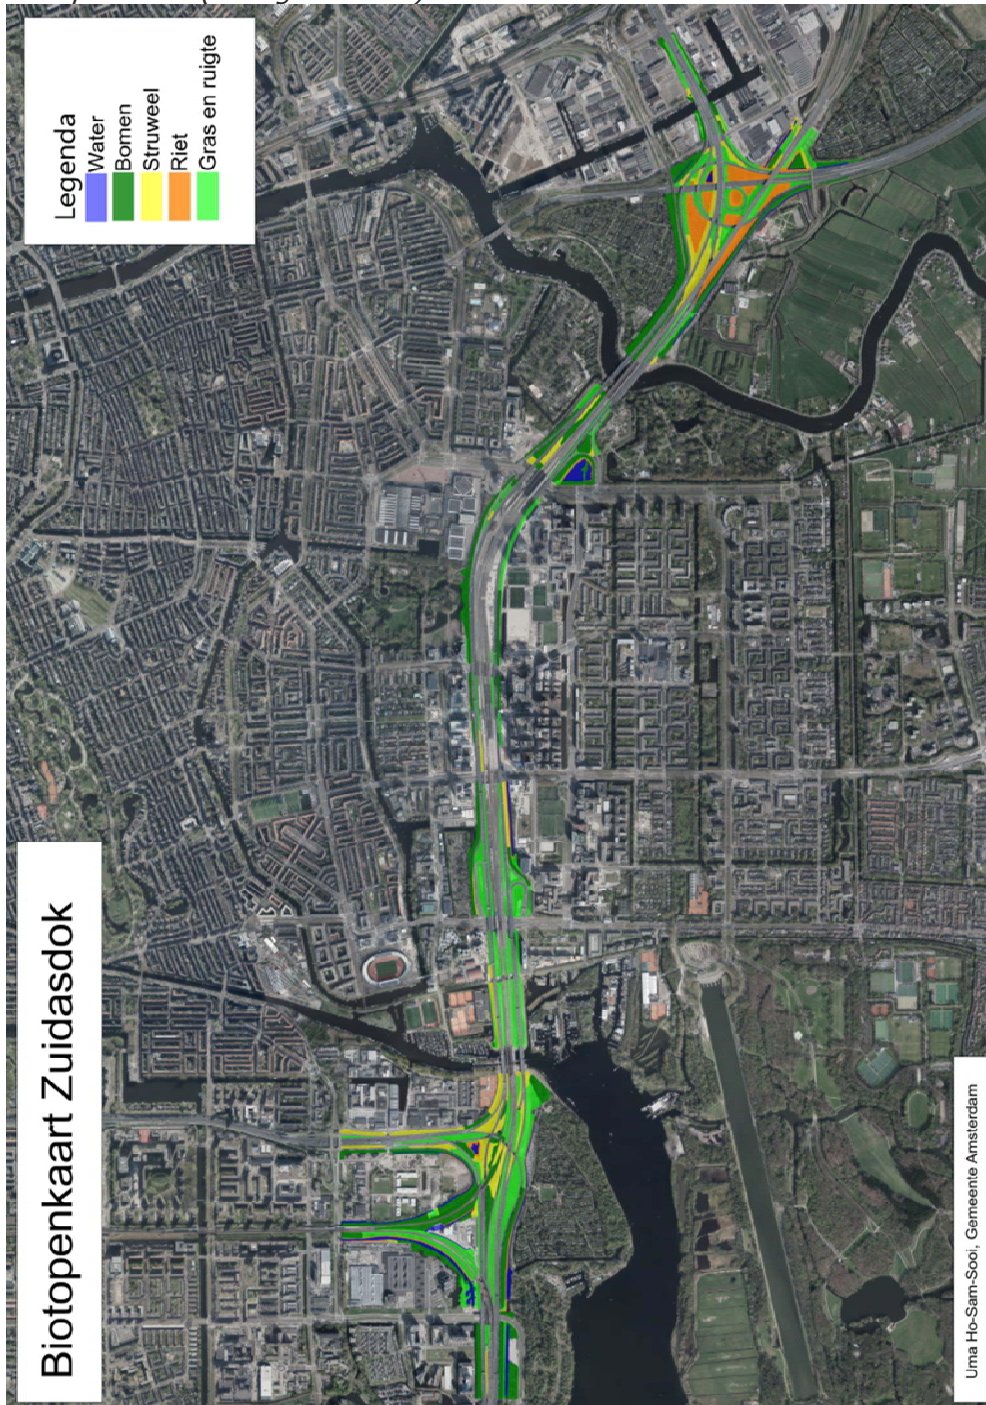 Biotopenkaart Zuidasdok
Legenda
Water
Bomen
Struweel
Riet
Gras en ruigte
Uma Ho-Sam-Sooi, Gemeente Amsterdam